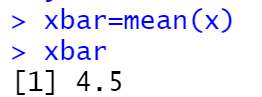 > xbar=mean(x)
> xbar
[1] 4.5